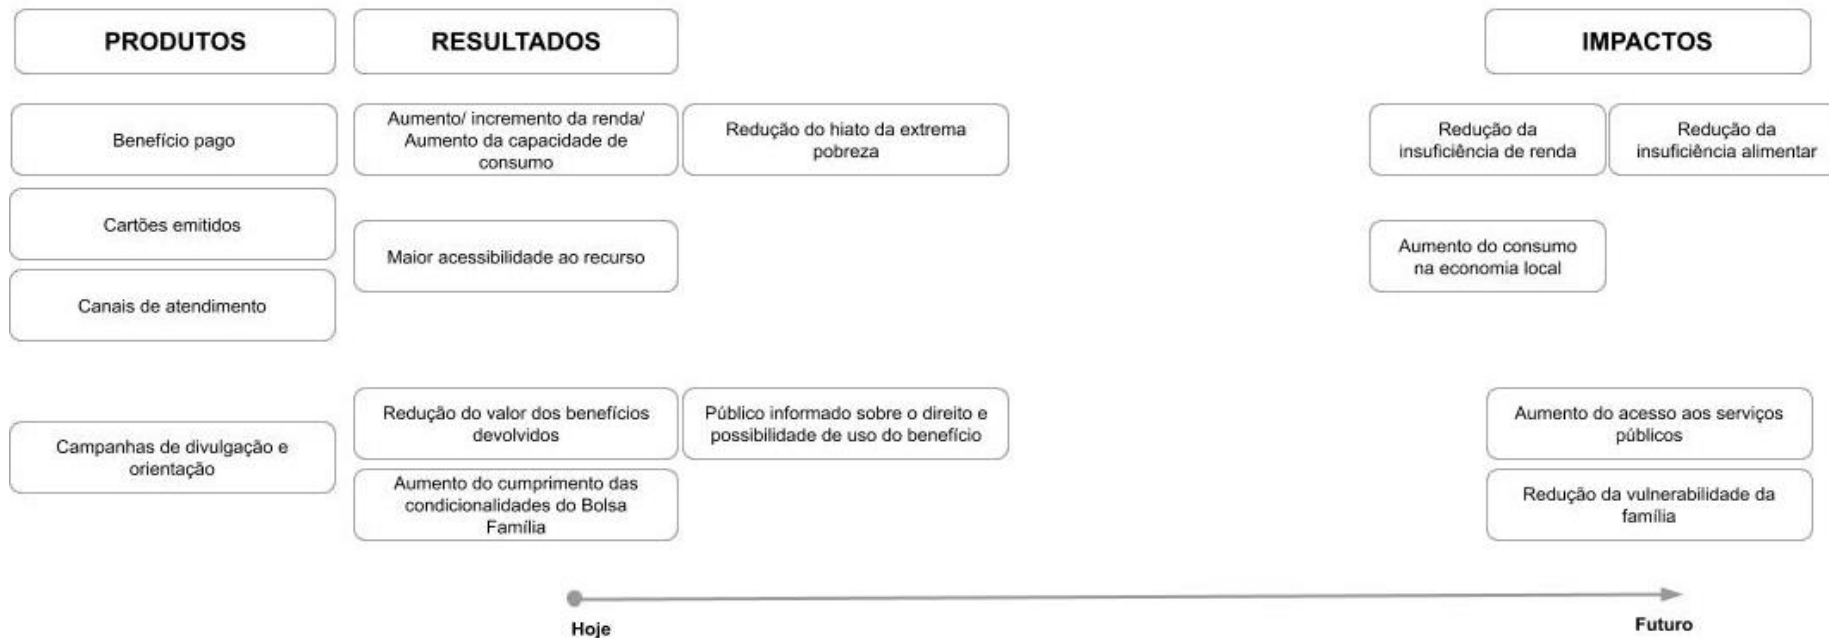 PRODUTOS
RESULTADOS
IMPACTOS
Benefício pago
Aumento/ incremento da renda/
Aumento da capacidade de
consumo
Redução do hiato da extrema
pobreza
Redução da
insuficiência de renda
Redução da
insuficiência alimentar
Cartões emitidos
Maior acessibilidade ao recurso
Aumento do consumo
na economia local
Canais de atendimento
Campanhas de divulgação e
orientação
Redução do valor dos benefícios
devolvidos
Público informado sobre o direito e
possibilidade de uso do benefício
Aumento do acesso aos serviços
públicos
Aumento do cumprimento das
condicionalidades do Bolsa
Família
Redução da vulnerabilidade da
família
Hoje
Futuro